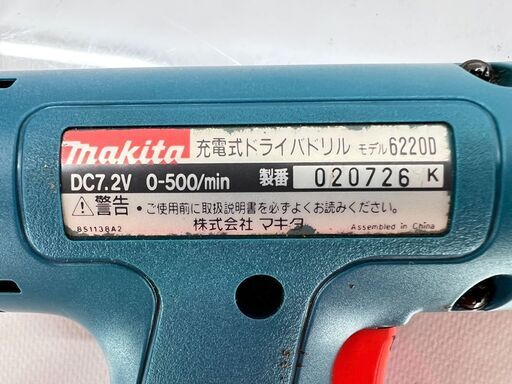 makita 充電式ドライバドリル モデル6220D
DC7.2V 0-500/min 製番 020726 K
⚠警告・ご使用前に取扱説明書を必ずよくお読みください。
851138A2 株式会社 マキタ Assembled in China